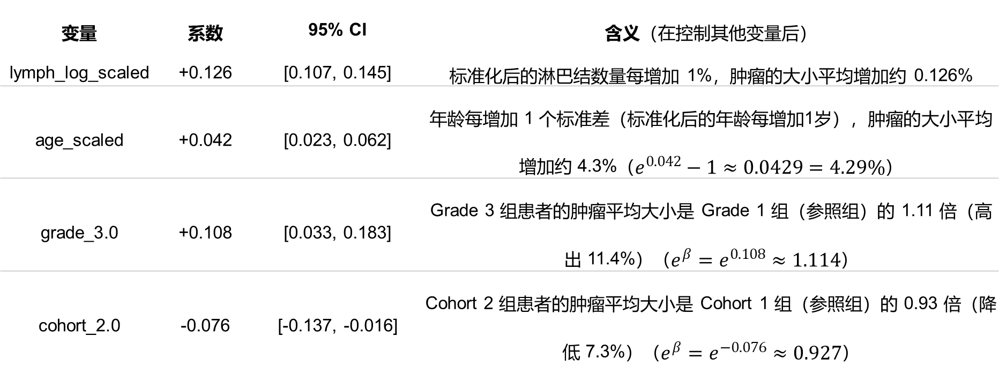 变量 系数 95% CI 含义（在控制其他变量后）
lymph_log_scaled +0.126 [0.107, 0.145] 标准化后的淋巴结数量每增加 1%，肿瘤的大小平均增加约 0.126%
年龄每增加 1 个标准差（标准化后的年龄每增加1岁），肿瘤的大小平均
age_scaled +0.042 [0.023, 0.062]
增加约 4.3%（e^{0.042} − 1 ≈ 0.0429 = 4.29%）
Grade 3 组患者的肿瘤平均大小是 Grade 1 组（参照组）的 1.11 倍（高
grade_3.0 +0.108 [0.033, 0.183]
出 11.4%）（e^{β} = e^{0.108} ≈ 1.114）
Cohort 2 组患者的肿瘤平均大小是 Cohort 1 组（参照组）的 0.93 倍（降
cohort_2.0 -0.076 [-0.137, -0.016]
低 7.3%）（e^{β} = e^{−0.076} ≈ 0.927）